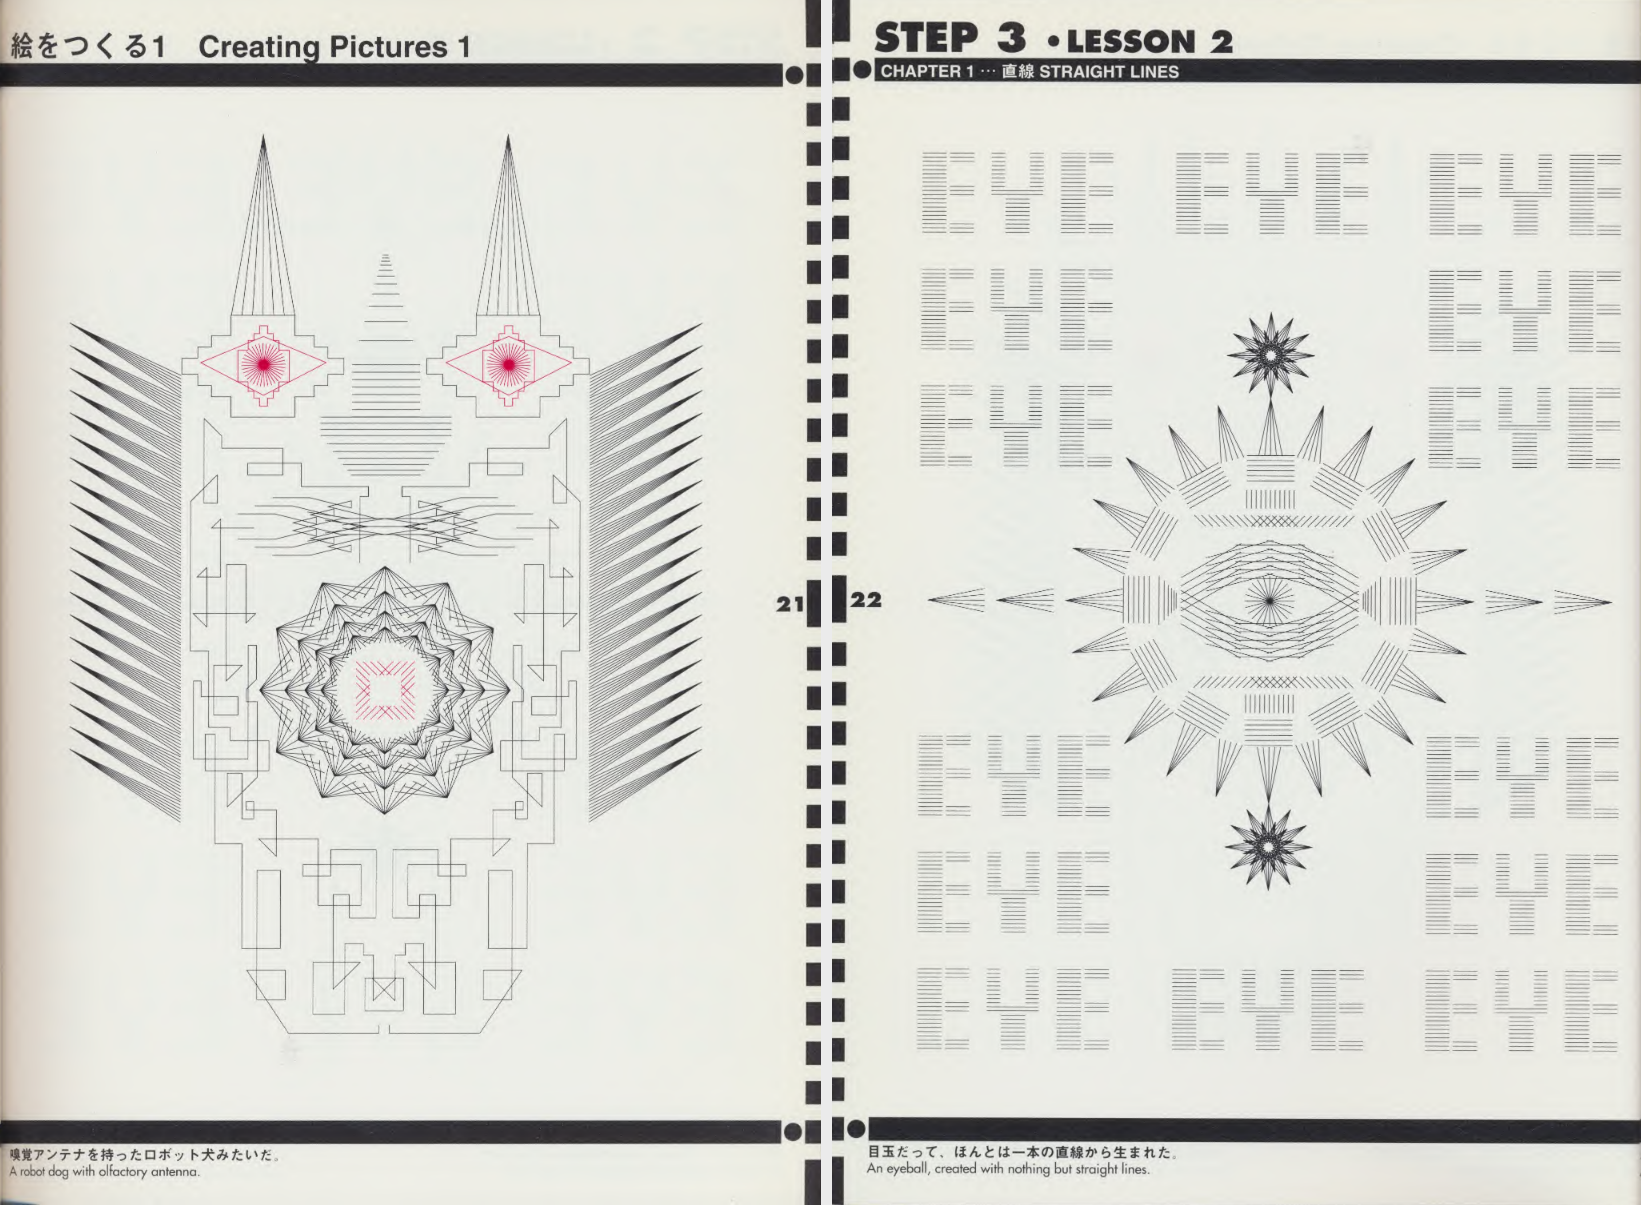 絵をつくる1 Creating Pictures 1
21
嗅覚アンテナを持ったロボット犬みたいだ。
A robot dog with olfactory antenna.
STEP 3 • LESSON 2
CHAPTER 1 … 直線 STRAIGHT LINES
EYE EYE EYE
EYE EYE
EYE EYE
22
EYE EYE
EYE EYE
EYE EYE EYE
目玉だって、ほんとは一本の直線から生まれた。
An eyeball, created with nothing but straight lines.